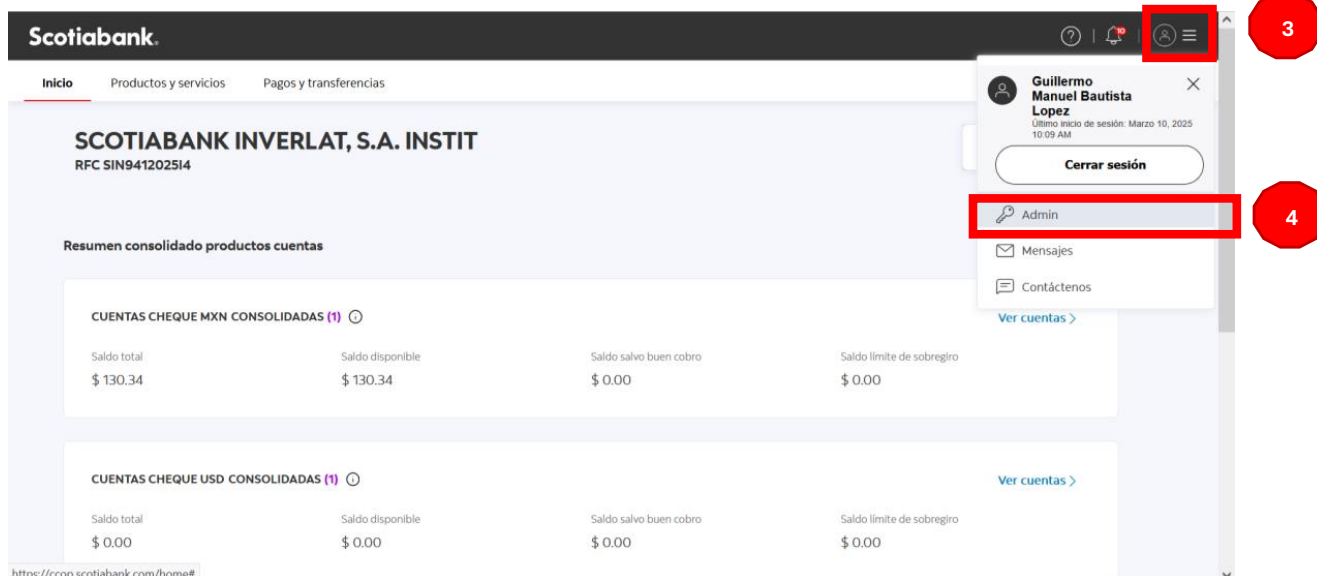 Scotiabank.
10
3
Inicio Productos y servicios Pagos y transferencias
Guillermo
Manuel Bautista
Lopez
Último inicio de sesión: Marzo 10, 2025
10:09 AM
Cerrar sesión
Admin
4
Mensajes
Contáctenos
SCOTIABANK INVERLAT, S.A. INSTIT
RFC SIN9412025I4
Resumen consolidado productos cuentas
CUENTAS CHEQUE MXN CONSOLIDADAS (1)
Ver cuentas >
Saldo total Saldo disponible Saldo salvo buen cobro Saldo límite de sobregiro
$ 130.34 $ 130.34 $ 0.00 $ 0.00
CUENTAS CHEQUE USD CONSOLIDADAS (1)
Ver cuentas >
Saldo total Saldo disponible Saldo salvo buen cobro Saldo límite de sobregiro
$ 0.00 $ 0.00 $ 0.00 $ 0.00
https://ccop.scotiabank.com/home#